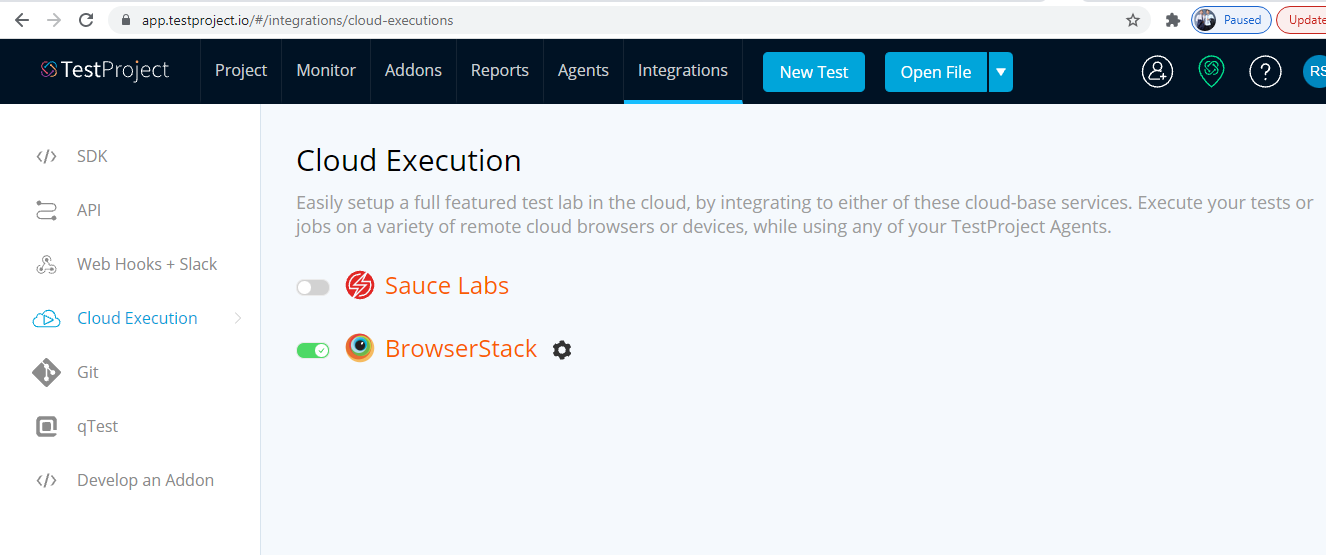 app.testproject.io/#/integrations/cloud-executions
Paused
Update
TestProject
Project
Monitor
Addons
Reports
Agents
Integrations
New Test
Open File
RS
SDK
API
Web Hooks + Slack
Cloud Execution
Git
qTest
Develop an Addon
Cloud Execution
Easily setup a full featured test lab in the cloud, by integrating to either of these cloud-base services. Execute your tests or
jobs on a variety of remote cloud browsers or devices, while using any of your TestProject Agents.
Sauce Labs
BrowserStack